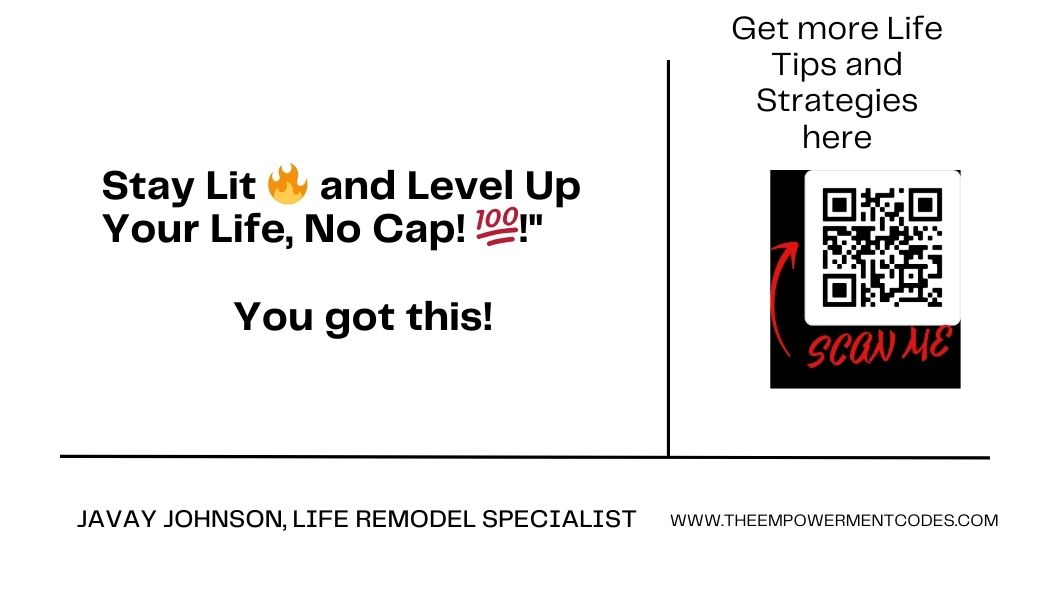 Stay Lit 🔥 and Level Up
Your Life, No Cap! 💯!"
You got this!
Get more Life
Tips and
Strategies
here
SCAN ME
JAVAY JOHNSON, LIFE REMODEL SPECIALIST
WWW.THEEMPOWERMENTCODES.COM